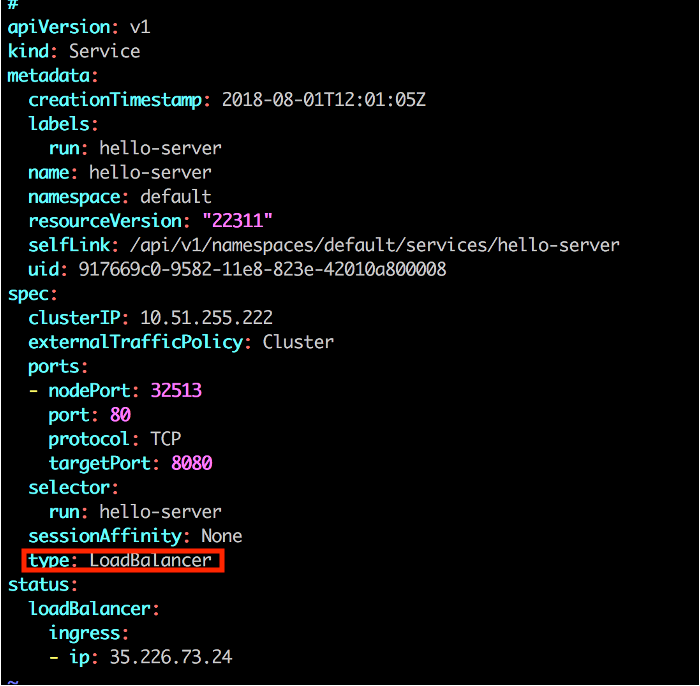 #
apiVersion: v1
kind: Service
metadata:
  creationTimestamp: 2018-08-01T12:01:05Z
  labels:
    run: hello-server
  name: hello-server
  namespace: default
  resourceVersion: "22311"
  selfLink: /api/v1/namespaces/default/services/hello-server
  uid: 917669c0-9582-11e8-823e-42010a800008
spec:
  clusterIP: 10.51.255.222
  externalTrafficPolicy: Cluster
  ports:
  - nodePort: 32513
    port: 80
    protocol: TCP
    targetPort: 8080
  selector:
    run: hello-server
  sessionAffinity: None
  type: LoadBalancer
status:
  loadBalancer:
    ingress:
    - ip: 35.226.73.24
~